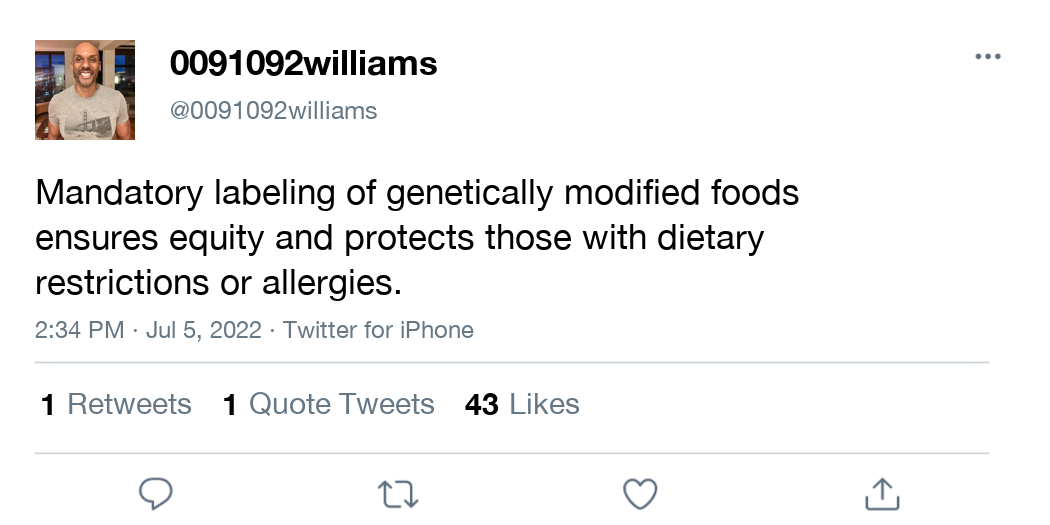 0091092williams
@0091092williams
Mandatory labeling of genetically modified foods
ensures equity and protects those with dietary
restrictions or allergies.
2:34 PM · Jul 5, 2022 · Twitter for iPhone
1 Retweets 1 Quote Tweets 43 Likes